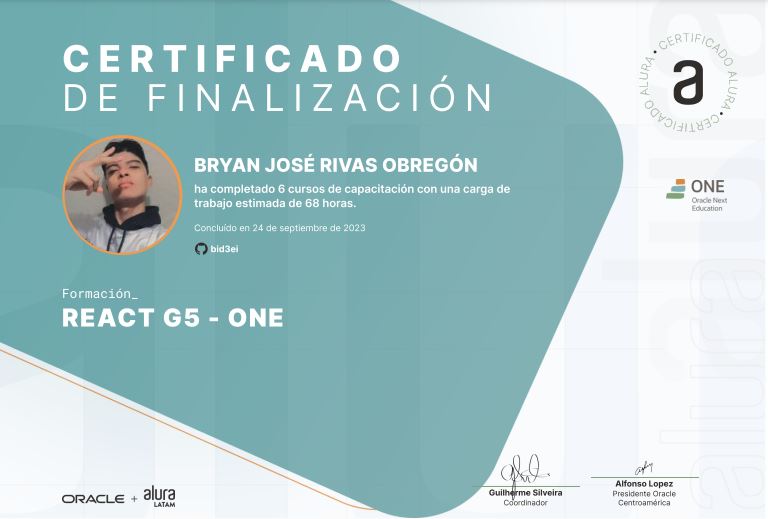 CERTIFICADO
DE FINALIZACIÓN
CERTIFICADO ALURA • CERTIFICADO ALURA •
a
BRYAN JOSÉ RIVAS OBREGÓN
ha completado 6 cursos de capacitación con una carga de
trabajo estimada de 68 horas.
ONE
Oracle Next
Education
Concluído en 24 de septiembre de 2023
bid3ei
Formación_
REACT G5 - ONE
ORACLE + alura
LATAM
Guilherme Silveira
Coordinador
Alfonso Lopez
Presidente Oracle
Centroamérica
alura